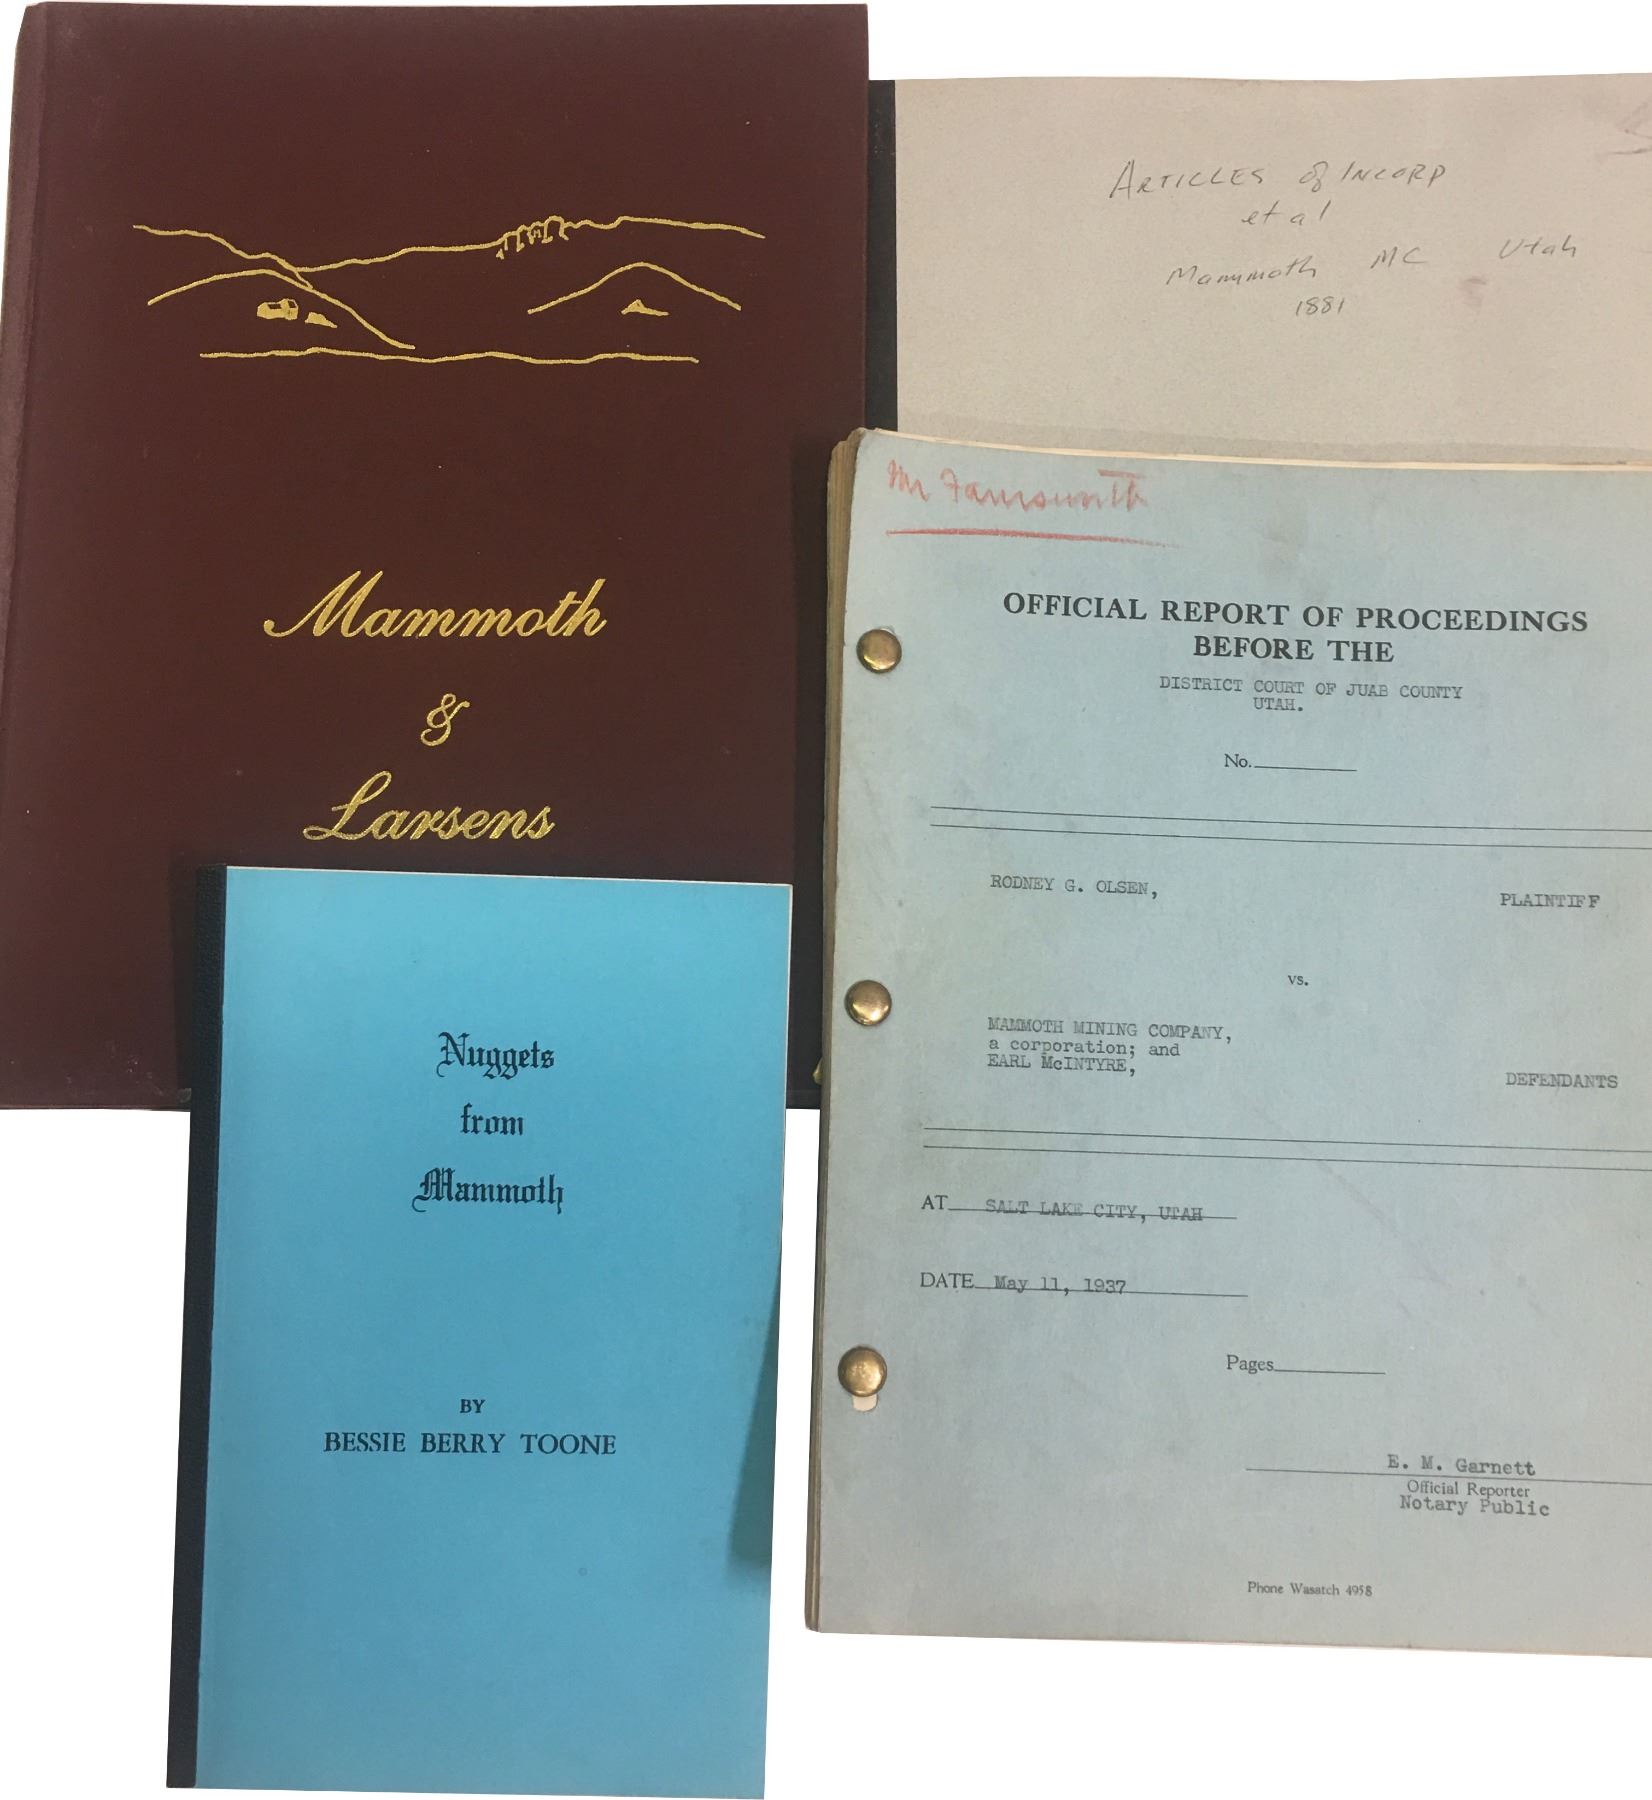 Mammoth
&
Larsens
ARTICLES of INCORP
et al
Mammoth MC Utah
1881
Mr Farnsworth
OFFICIAL REPORT OF PROCEEDINGS
BEFORE THE
DISTRICT COURT OF JUAB COUNTY
UTAH.
No.
RODNEY G. OLSEN,
PLAINTIFF
vs.
MAMMOTH MINING COMPANY,
a corporation; and
EARL McINTYRE,
DEFENDANTS
AT SALT LAKE CITY, UTAH
DATE May 11, 1937
Pages
E. M. Garnett
Official Reporter
Notary Public
Phone Wasatch 4958
Nuggets
from
Mammoth
BY
BESSIE BERRY TOONE